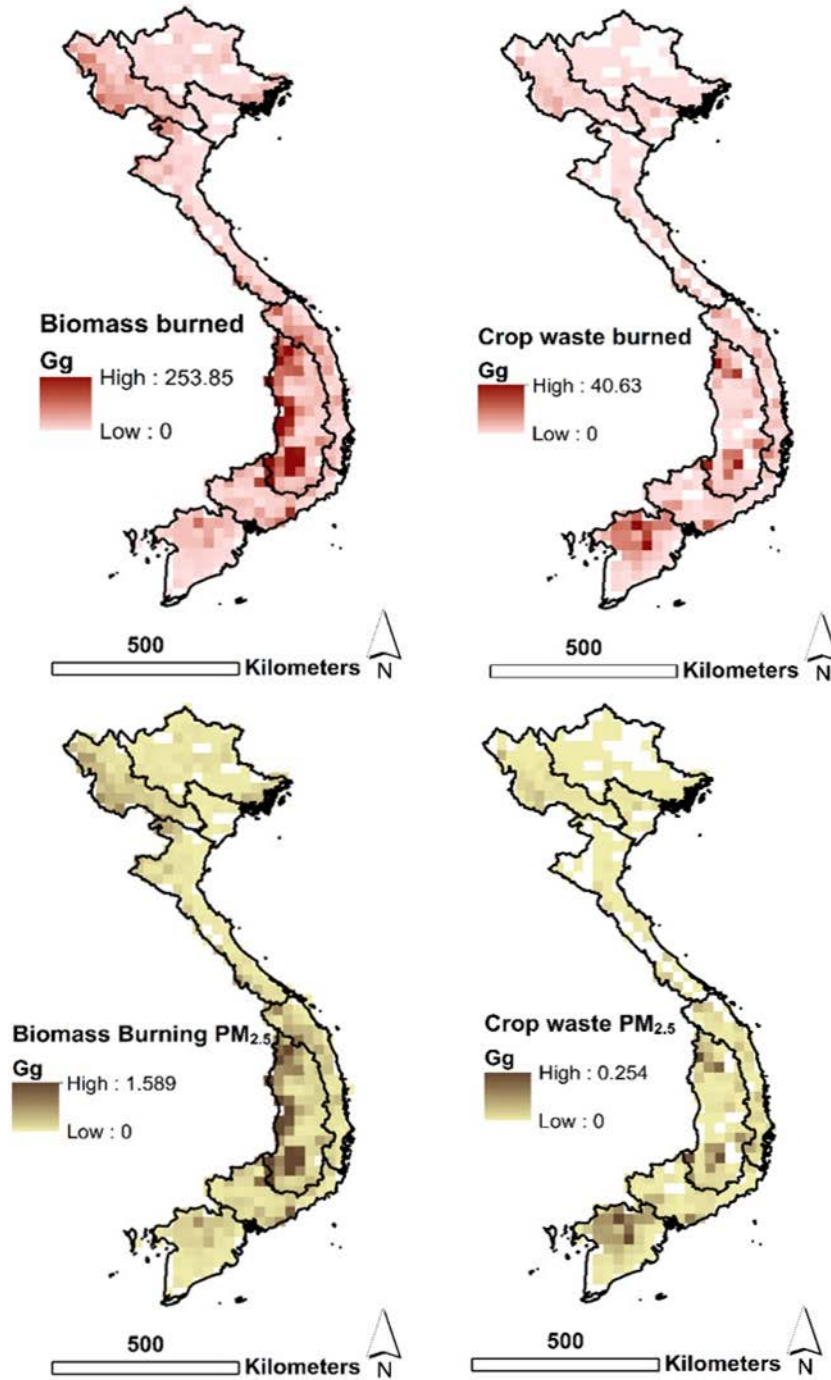 Biomass burned
Gg
High : 253.85
Low : 0
500
Kilometers
N
Crop waste burned
Gg
High : 40.63
Low : 0
500
Kilometers
N
Biomass Burning PM2.5
Gg
High : 1.589
Low : 0
500
Kilometers
N
Crop waste PM2.5
Gg
High : 0.254
Low : 0
500
Kilometers
N